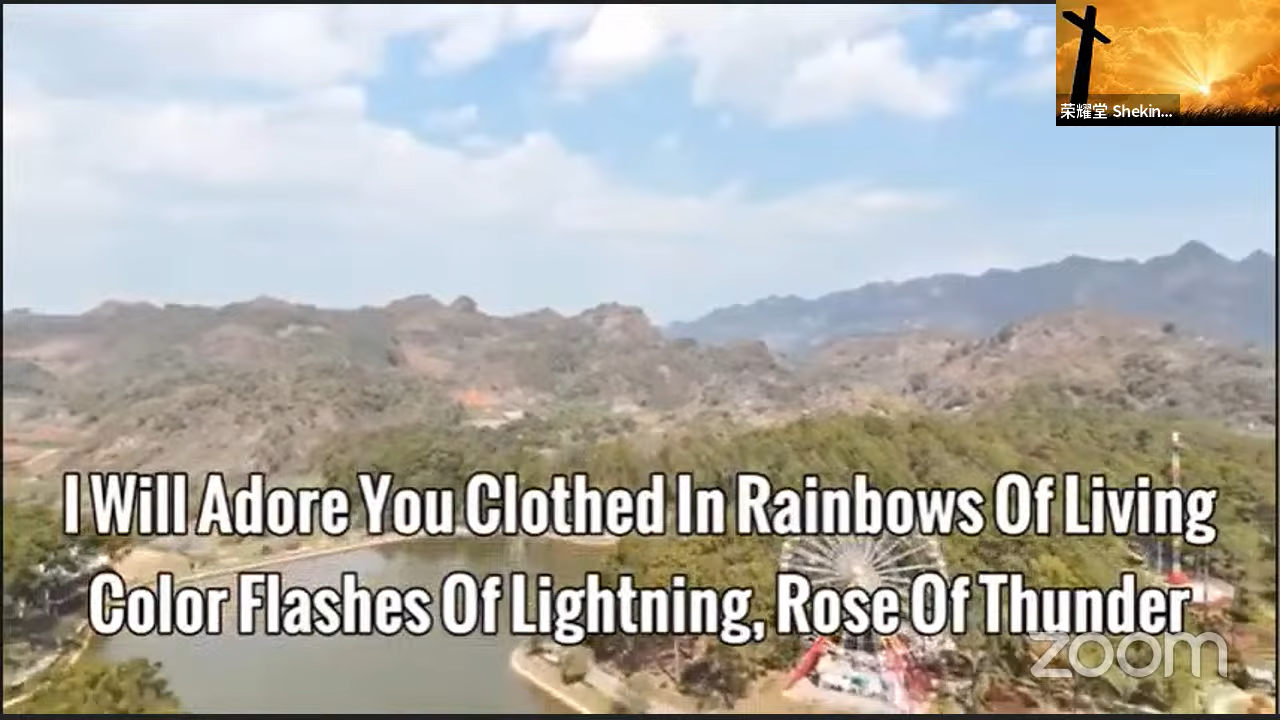 荣耀堂 Shekin...
I Will Adore You Clothed In Rainbows Of Living
Color Flashes Of Lightning, Rose Of Thunder
zoom